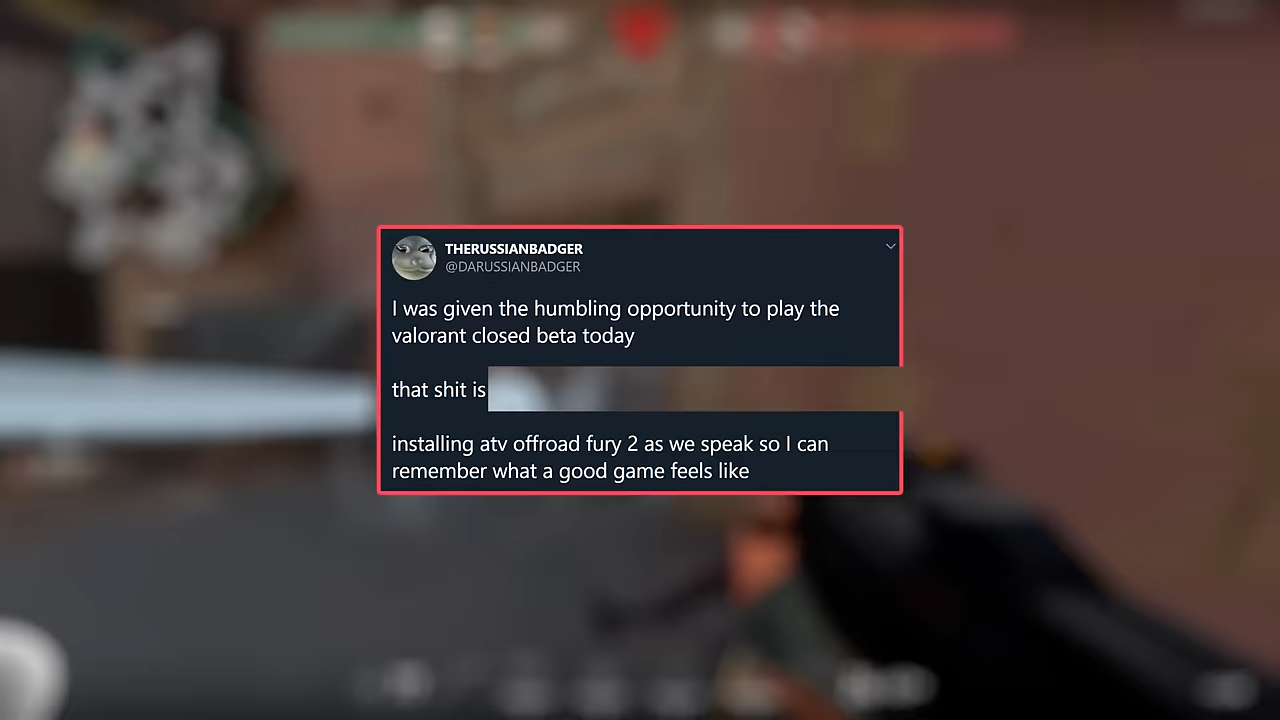 THERUSSIANBADGER
@DARUSSIANBADGER
I was given the humbling opportunity to play the
valorant closed beta today
that shit is
installing atv offroad fury 2 as we speak so I can
remember what a good game feels like